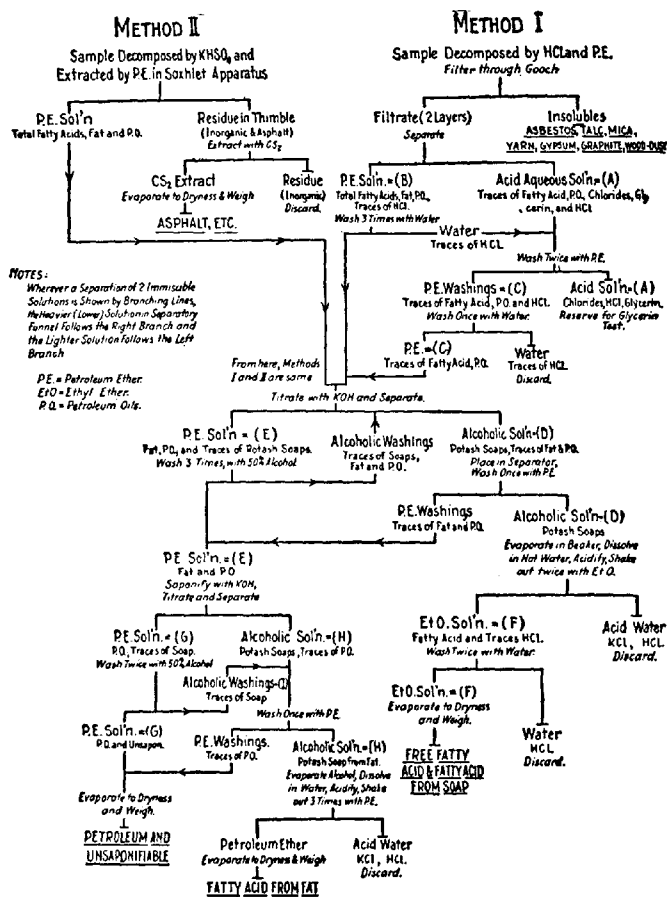 METHOD II
Sample Decomposed by KHSO4 and
Extracted by P.E. in Soxhlet Apparatus
P.E. Sol'n
Total Fatty Acids, Fat and P.O.
Residue in Thimble
(Inorganic & Asphalt)
Extract with CS2
CS2 Extract
Evaporate to Dryness & Weigh
ASPHALT, ETC.
Residue
(Inorganic)
Discard.
METHOD I
Sample Decomposed by HCl and P.E.
Filter through Gooch
Filtrate (2 Layers)
Separate
Insolubles
ASBESTOS, TALC, MICA,
YARN, GYPSUM, GRAPHITE, WOOD-DUST
P.E. Sol'n. = (B)
Total Fatty Acids, Fat, P.O.,
Traces of HCl.
Wash 3 Times with Water
Acid Aqueous Sol'n. = (A)
Traces of Fatty Acid, P.O., Chlorides, Gly
cerin, and HCl
Water
Traces of HCl.
Wash Twice with P.E.
P.E. Washings = (C)
Traces of Fatty Acid, P.O. and HCl.
Wash Once with Water.
Acid Sol'n = (A)
Chlorides, HCl, Glycerin.
Reserve for Glycerin
Test.
P.E. = (C)
Traces of Fatty Acid, P.O.
Water
Traces of HCl.
Discard.
NOTES:
Wherever a Separation of 2 Immiscible
Solutions is Shown by Branching Lines,
the Heavier (Lower) Solution in Separatory
Funnel Follows the Right Branch and
the Lighter Solution Follows the Left
Branch
P.E. = Petroleum Ether.
EtO = Ethyl Ether.
P.O. = Petroleum Oils.
From here, Methods
I and II are same
Titrate with KOH and Separate.
P.E. Sol'n = (E)
Fat, P.O., and Traces of Potash Soaps.
Wash 3 Times, with 50% Alcohol
Alcoholic Washings
Traces of Soaps,
Fat and P.O.
Alcoholic Sol'n = (D)
Potash Soaps, Traces of Fat & P.O.
Place in Separator,
Wash Once with P.E.
P.E. Washings
Traces of Fat and P.O.
Alcoholic Sol'n = (D)
Potash Soaps
Evaporate in Beaker, Dissolve
in Hot Water, Acidify, Shake
out twice with EtO.
P.E. Sol'n. = (E)
Fat and P.O
Saponify with KOH,
Titrate and Separate
EtO. Sol'n. = (F)
Fatty Acid and Traces HCl.
Wash Twice with Water.
Acid Water
KCl, HCl.
Discard.
P.E. Sol'n. = (G)
P.O., Traces of Soap.
Wash Twice with 50% Alcohol
Alcoholic Sol'n. = (H)
Potash Soaps, Traces of P.O.
Alcoholic Washings = (I)
Traces of Soap
Wash Once with P.E.
EtO. Sol'n. = (F)
Evaporate to Dryness
and Weigh.
FREE FATTY
ACID & FATTY ACID
FROM SOAP
Water
HCl.
Discard.
P.E. Sol'n. = (G)
P.O. and Unsapon.
P.E. Washings.
Traces of P.O.
Alcoholic Sol'n. = (H)
Potash Soap from Fat.
Evaporate Alcohol, Dissolve
in Water, Acidify, Shake
out 3 Times with P.E.
Evaporate to Dryness
and Weigh.
PETROLEUM AND
UNSAPONIFIABLE
Petroleum Ether
Evaporate to Dryness & Weigh
FATTY ACID FROM FAT
Acid Water
KCl, HCl.
Discard.